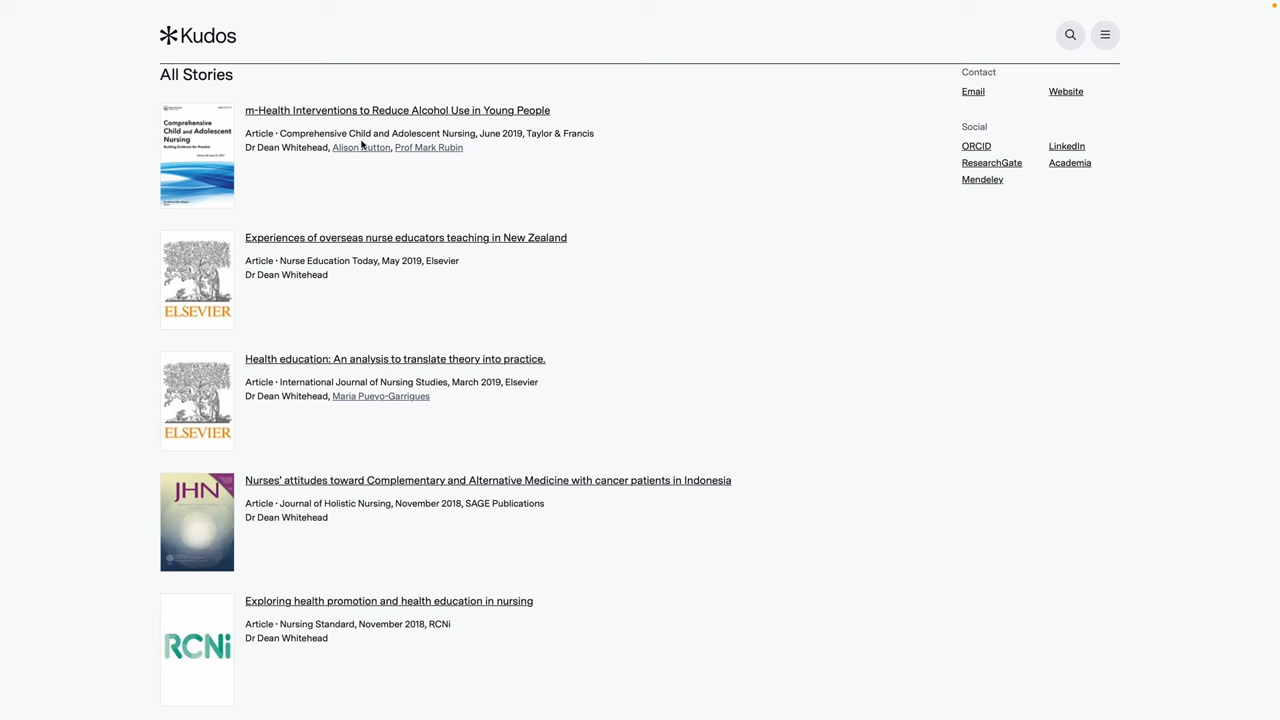 Kudos
All Stories
Comprehensive
Child and Adolescent
Nursing
m-Health Interventions to Reduce Alcohol Use in Young People
Article · Comprehensive Child and Adolescent Nursing, June 2019, Taylor & Francis
Dr Dean Whitehead, Alison Hutton, Prof Mark Rubin
ELSEVIER
Experiences of overseas nurse educators teaching in New Zealand
Article · Nurse Education Today, May 2019, Elsevier
Dr Dean Whitehead
ELSEVIER
Health education: An analysis to translate theory into practice.
Article · International Journal of Nursing Studies, March 2019, Elsevier
Dr Dean Whitehead, Maria Pueyo-Garrigues
JHN
Nurses' attitudes toward Complementary and Alternative Medicine with cancer patients in Indonesia
Article · Journal of Holistic Nursing, November 2018, SAGE Publications
Dr Dean Whitehead
RCNi
Exploring health promotion and health education in nursing
Article · Nursing Standard, November 2018, RCNi
Dr Dean Whitehead
Contact
Email Website
Social
ORCID LinkedIn
ResearchGate Academia
Mendeley